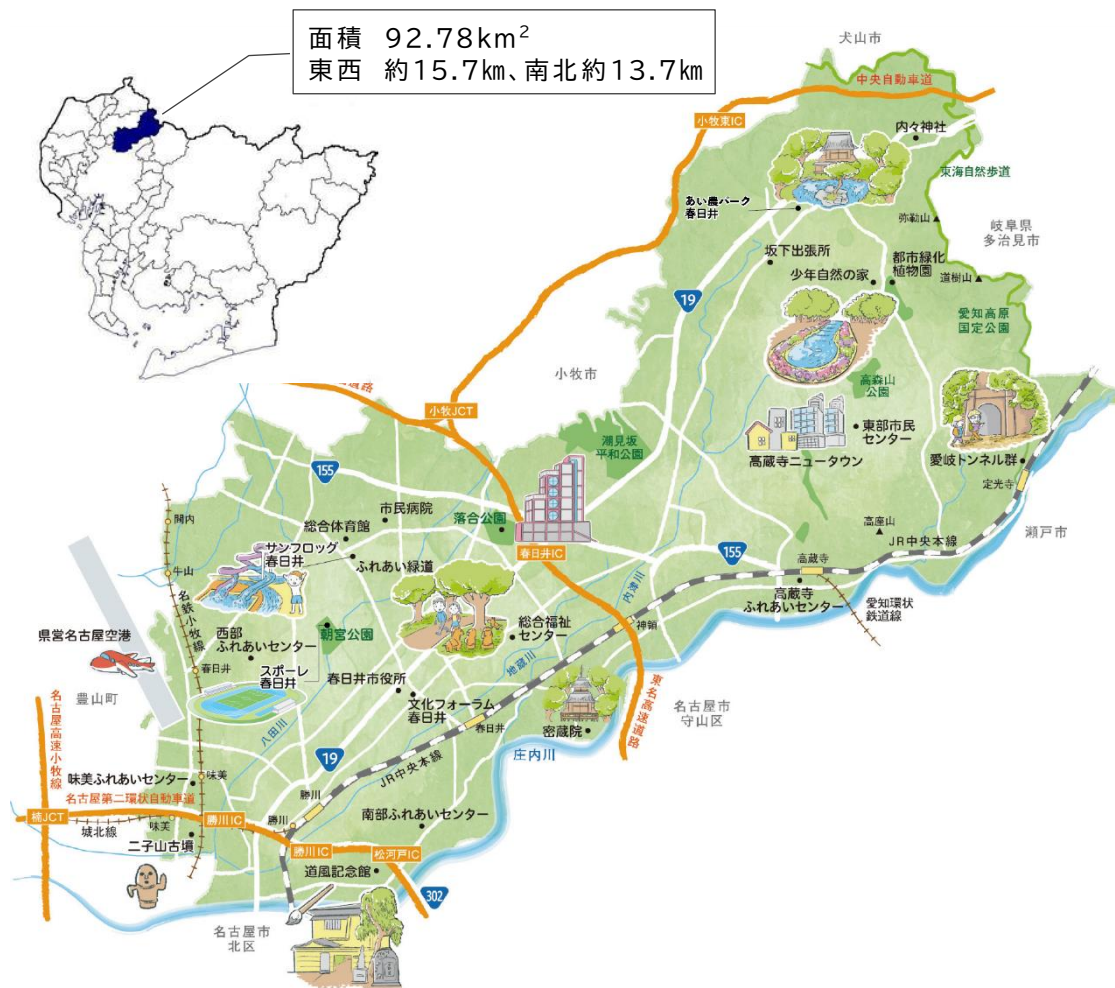 面積 92.78km²
東西 約15.7㎞、南北約13.7㎞
犬山市
中央自動車道
小牧東IC
内々神社
東海自然歩道
あい農パーク
春日井
弥勒山
岐阜県
多治見市
坂下出張所
都市緑化
植物園
少年自然の家
道樹山
19
愛知高原
国定公園
小牧市
高森山
公園
道路
小牧JCT
潮見坂
平和公園
東部市民
センター
高蔵寺ニュータウン
愛岐トンネル群
定光寺
155
市民病院
落合公園
総合体育館
間内
サンフロッグ
春日井
ふれあい緑道
春日井IC
155
高座山
JR中央本線
瀬戸市
高蔵寺
高蔵寺
ふれあいセンター
愛知環状
鉄道線
牛山
名鉄小牧線
内津川
神領
県営名古屋空港
西部
ふれあいセンター
朝宮公園
総合福祉
センター
地蔵川
春日井
スポーレ
春日井
春日井市役所
文化フォーラム
春日井
豊山町
名古屋高速小牧線
八田川
春日井
密蔵院
東名高速道路
名古屋市
守山区
庄内川
19
JR中央本線
味美ふれあいセンター
味美
名古屋第二環状自動車道
勝川
楠JCT
城北線
味美
勝川IC
勝川
南部ふれあいセンター
二子山古墳
勝川IC
松河戸IC
道風記念館
302
名古屋市
北区